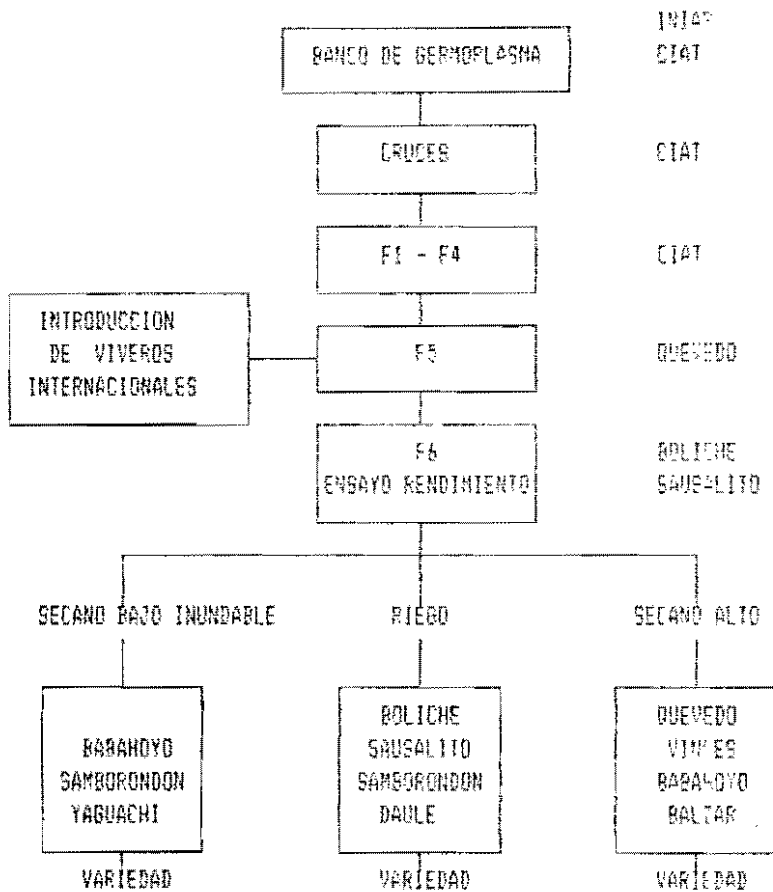 INIAP
BANCO DE GERMOPLASMA
CIAT
CRUCES
CIAT
F1 - F4
CIAT
INTRODUCCION
DE VIVEROS
INTERNACIONALES
F5
QUEVEDO
F6
ENSAYO RENDIMIENTO
BOLICHE
SAUSALITO
SECANO BAJO INUNDABLE
RIEGO
SECANO ALTO
BABAHOYO
SAMBORONDON
YAGUACHI
BOLICHE
SAUSALITO
SAMBORONDON
DAULE
QUEVEDO
VINCES
BABAHOYO
BALZAR
VARIEDAD
VARIEDAD
VARIEDAD